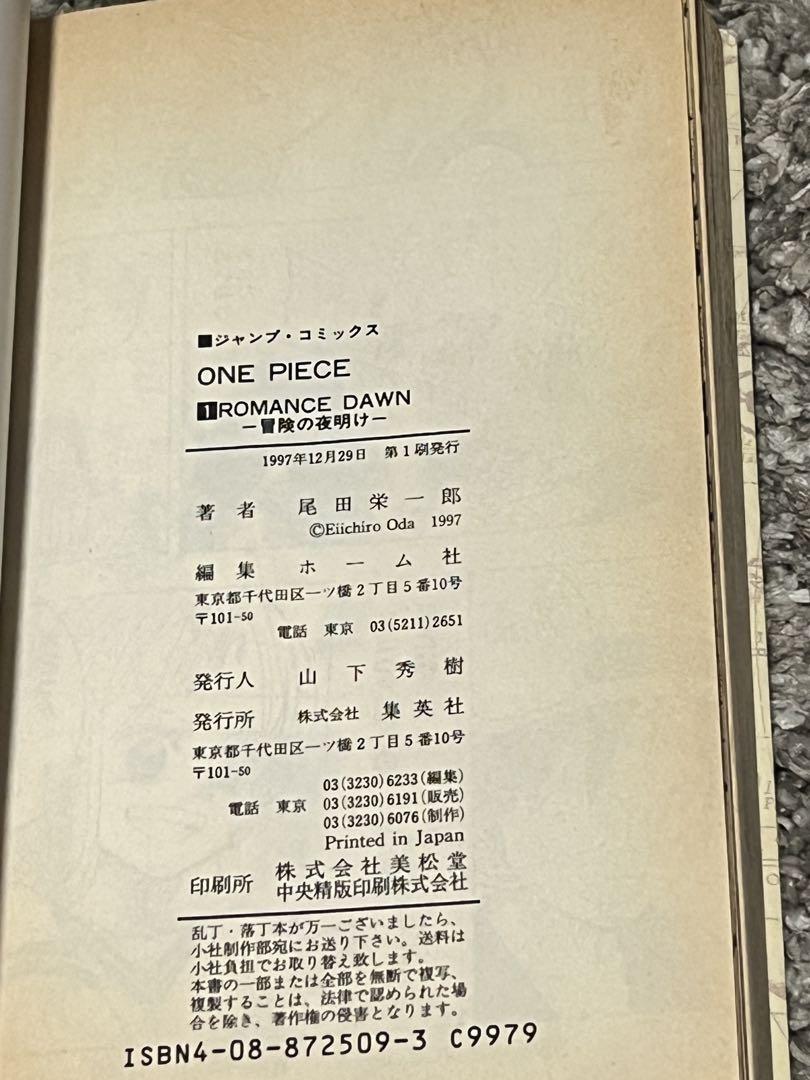 ■ジャンプ・コミックス
ONE PIECE
1 ROMANCE DAWN
―冒険の夜明け―
1997年12月29日 第1刷発行
著者 尾田栄一郎
©Eiichiro Oda 1997
編集 ホーム社
東京都千代田区一ツ橋2丁目5番10号
〒101-50
電話 東京 03(5211)2651
発行人 山下秀樹
発行所 株式会社 集英社
東京都千代田区一ツ橋2丁目5番10号
〒101-50
03(3230)6233(編集)
電話 東京 03(3230)6191(販売)
03(3230)6076(制作)
Printed in Japan
印刷所 株式会社美松堂
中央精版印刷株式会社
乱丁・落丁本が万一ございましたら、
小社制作部宛にお送り下さい。送料は
小社負担でお取り替え致します。
本書の一部または全部を無断で複写、
複製することは、法律で認められた場
合を除き、著作権の侵害となります。
ISBN4-08-872509-3 C9979